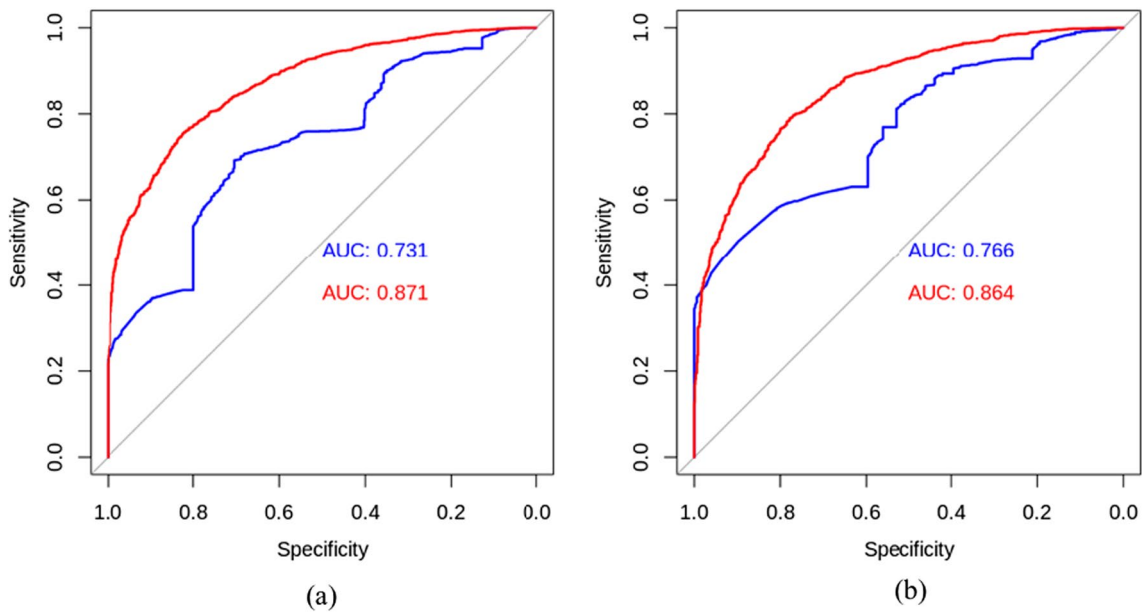 1.0
0.8
0.6
0.4
0.2
0.0
Sensitivity
AUC: 0.731
AUC: 0.871
1.0 0.8 0.6 0.4 0.2 0.0
Specificity
(a)
1.0
0.8
0.6
0.4
0.2
0.0
Sensitivity
AUC: 0.766
AUC: 0.864
1.0 0.8 0.6 0.4 0.2 0.0
Specificity
(b)